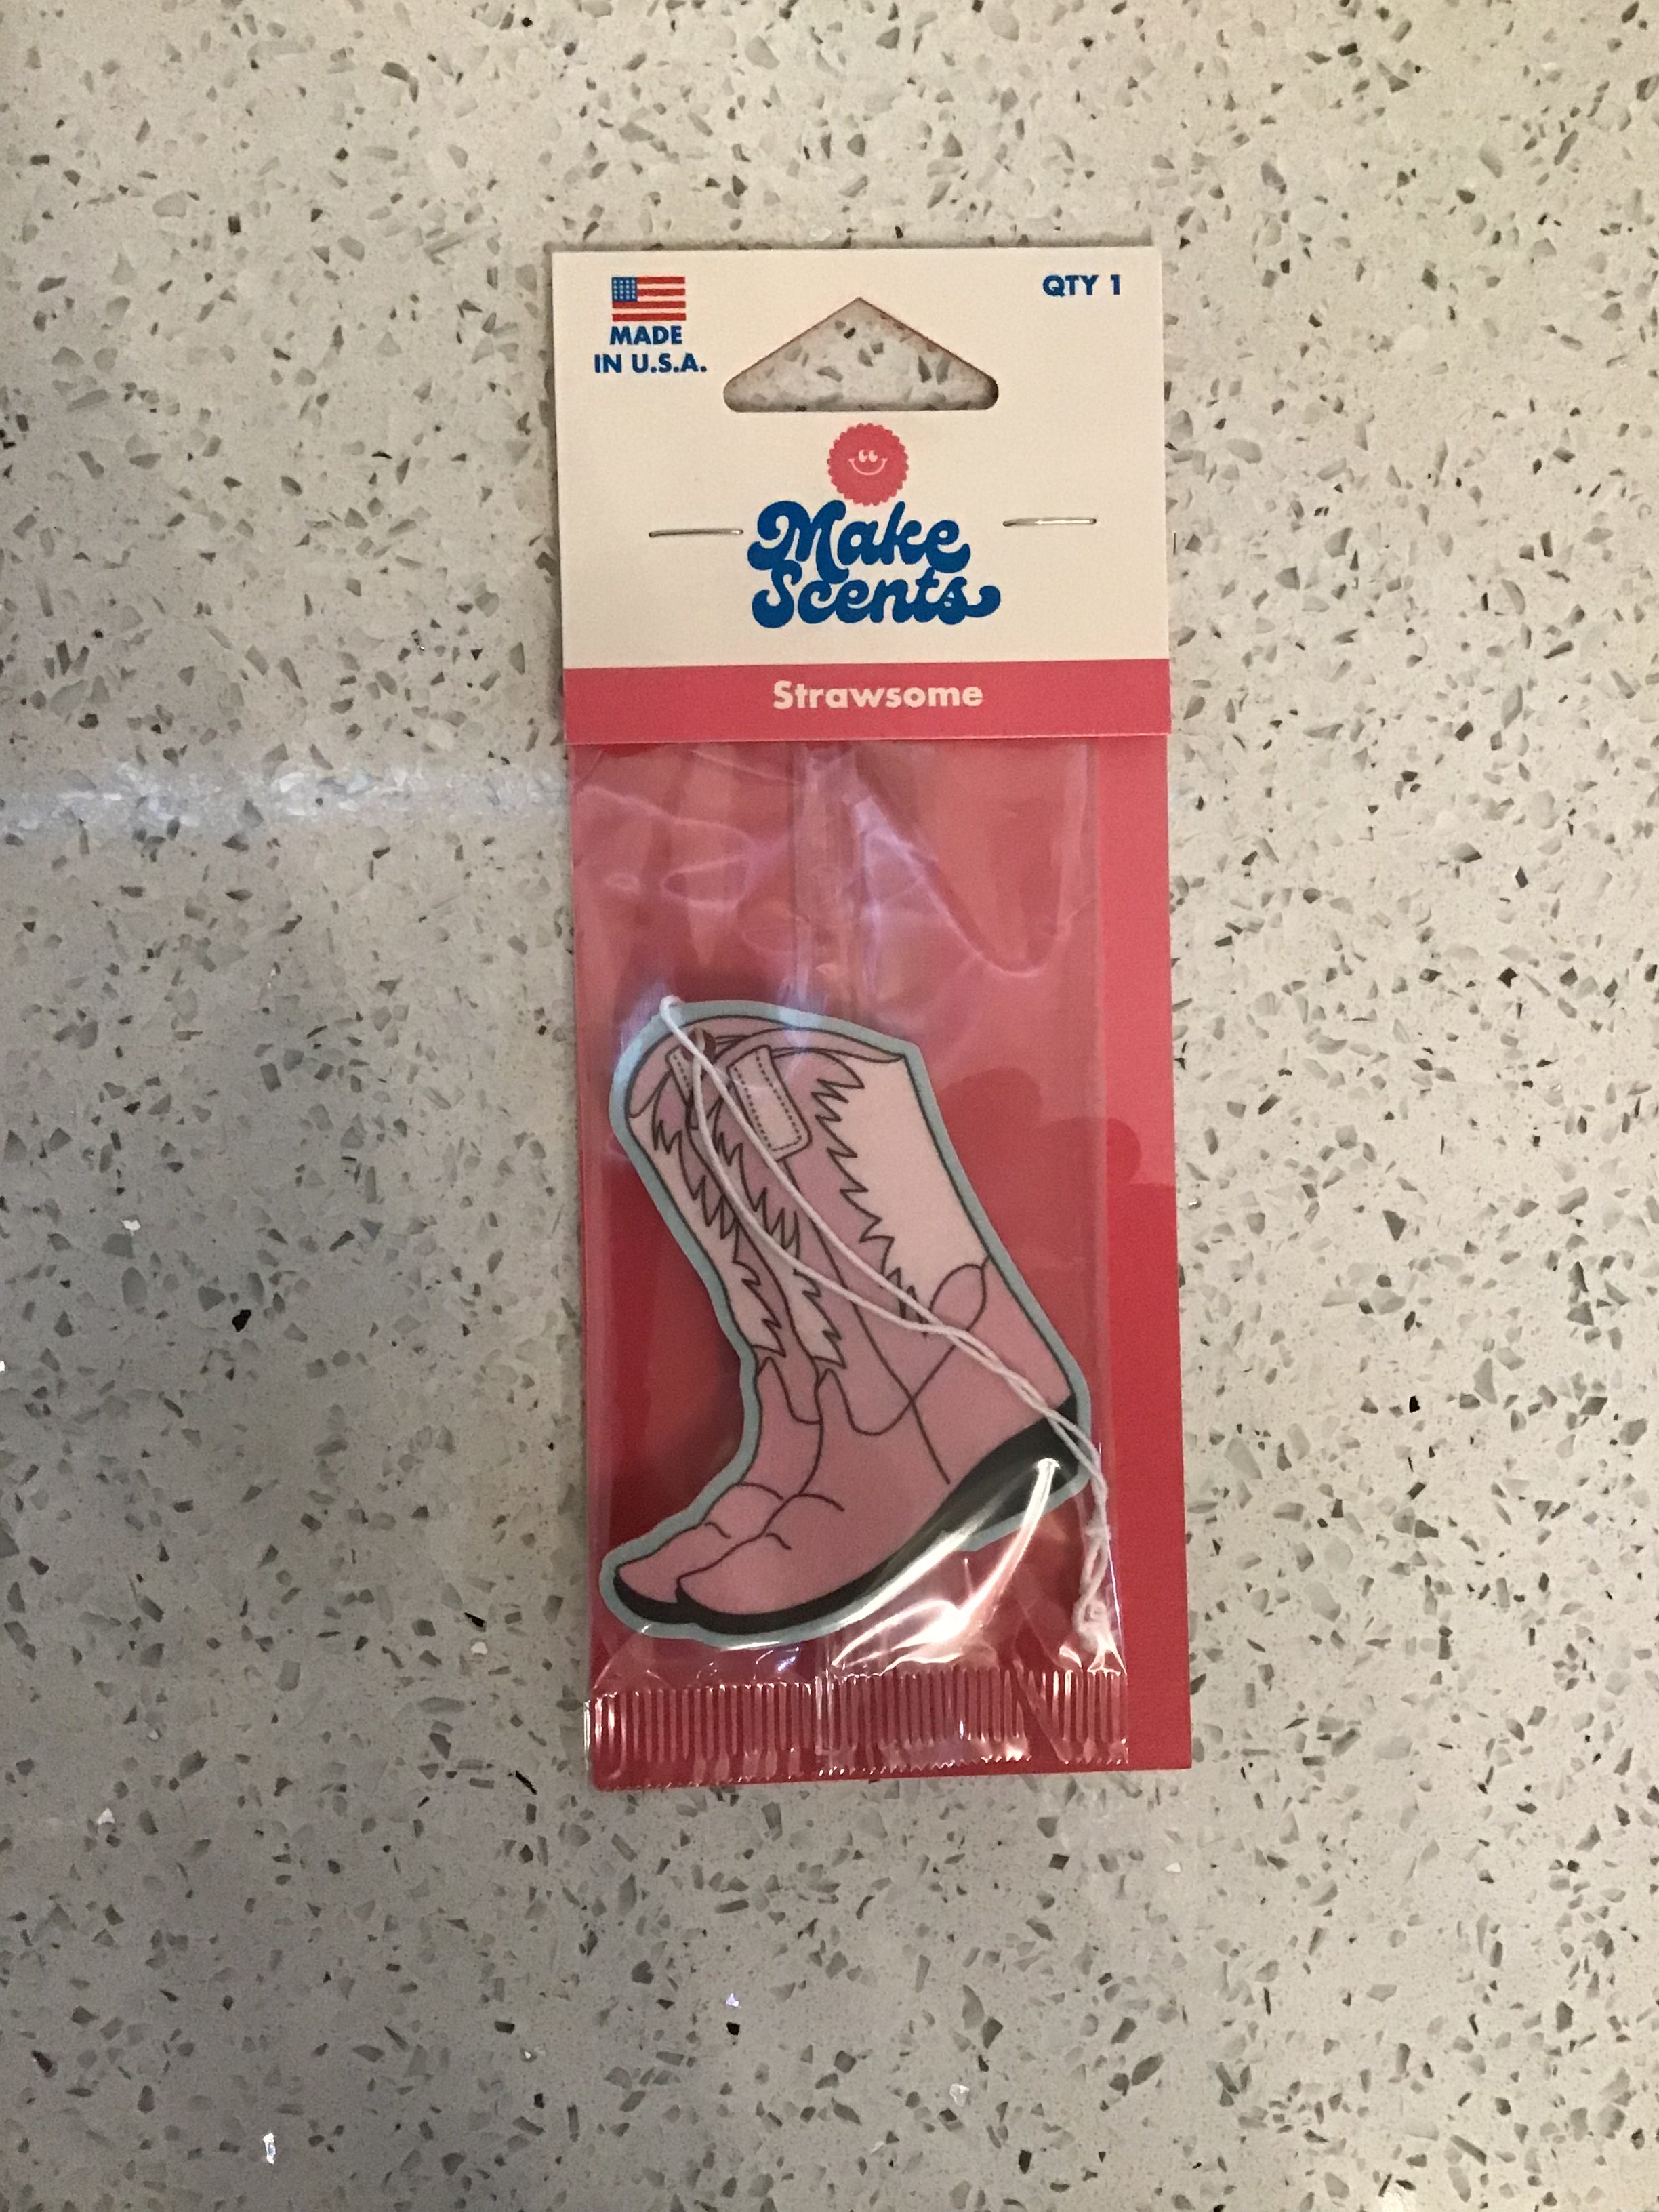 MADE
IN U.S.A.
QTY 1
Make
Scents
Strawsome